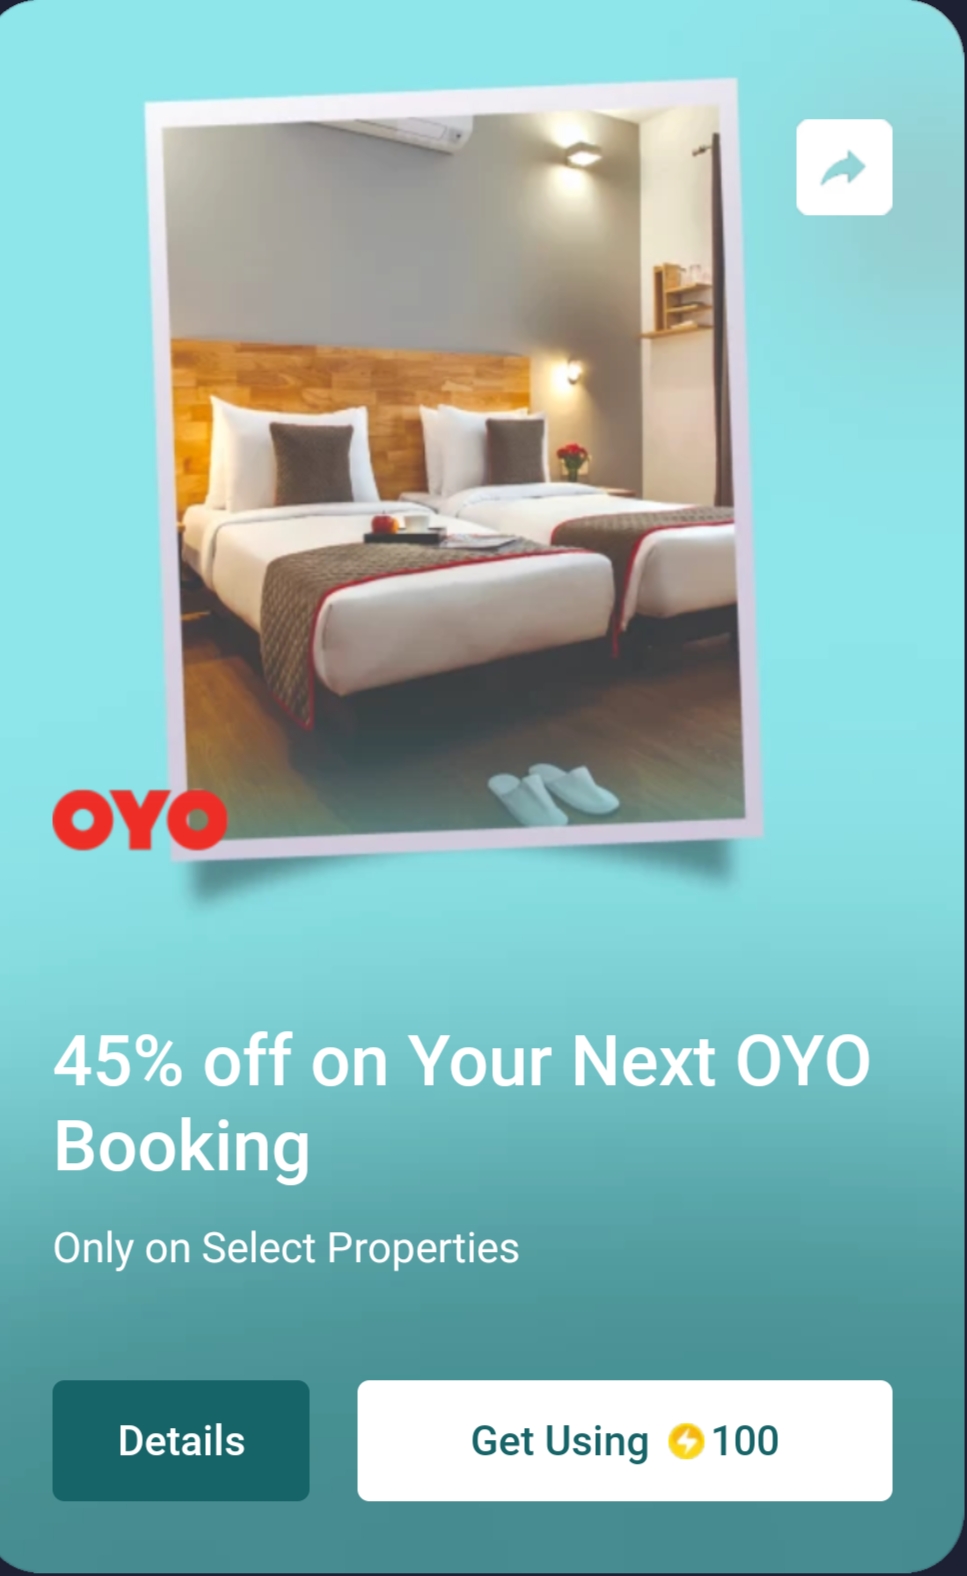 OYO
45% off on Your Next OYO
Booking
Only on Select Properties
Details
Get Using 100